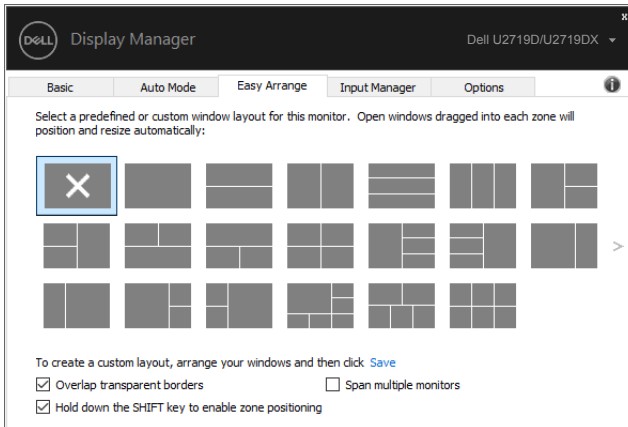 x
DELL Display Manager Dell U2719D/U2719DX
Basic Auto Mode Easy Arrange Input Manager Options i
Select a predefined or custom window layout for this monitor. Open windows dragged into each zone will
position and resize automatically:
To create a custom layout, arrange your windows and then click Save
Overlap transparent borders Span multiple monitors
Hold down the SHIFT key to enable zone positioning